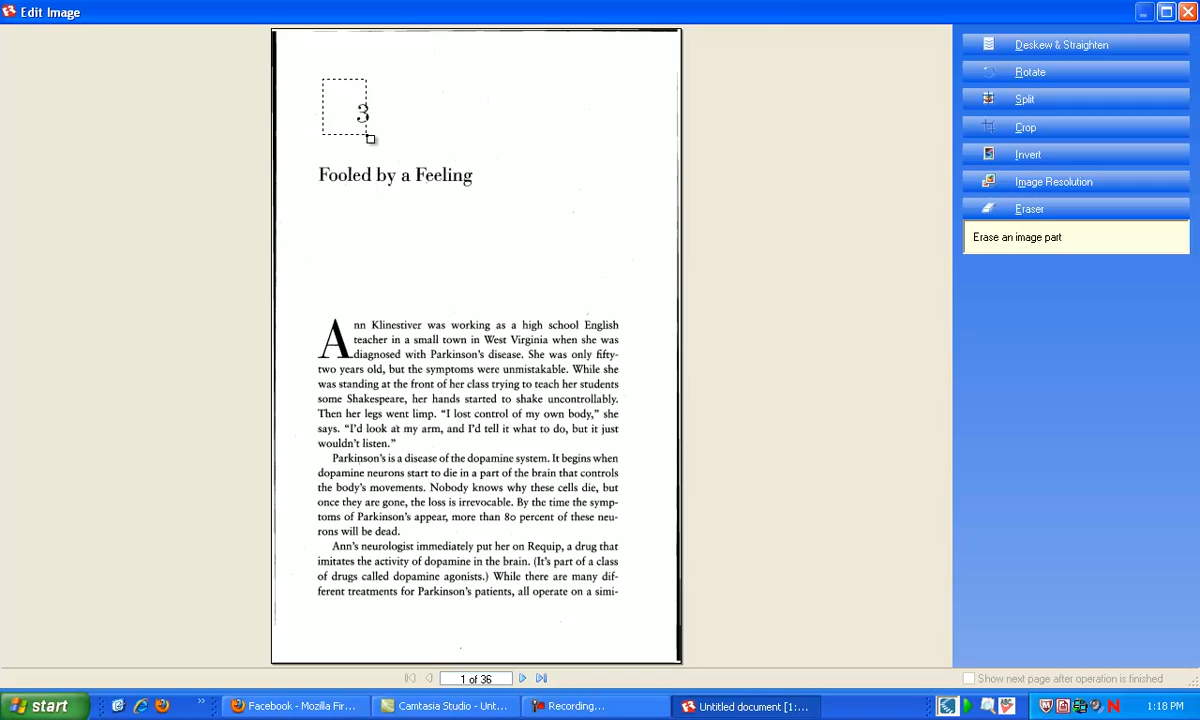 Edit Image
Deskew & Straighten
Rotate
Split
Crop
Invert
Image Resolution
Eraser
Erase an image part
3
Fooled by a Feeling
Ann Klinestiver was working as a high school English
teacher in a small town in West Virginia when she was
diagnosed with Parkinson's disease. She was only fifty-
two years old, but the symptoms were unmistakable. While she
was standing at the front of her class trying to teach her students
some Shakespeare, her hands started to shake uncontrollably.
Then her legs went limp. "I lost control of my own body," she
says. "I'd look at my arm, and I'd tell it what to do, but it just
wouldn't listen."
Parkinson's is a disease of the dopamine system. It begins when
dopamine neurons start to die in a part of the brain that controls
the body's movements. Nobody knows why these cells die, but
once they are gone, the loss is irrevocable. By the time the symp-
toms of Parkinson's appear, more than 80 percent of these neu-
rons will be dead.
Ann's neurologist immediately put her on Requip, a drug that
imitates the activity of dopamine in the brain. (It's part of a class
of drugs called dopamine agonists.) While there are many dif-
ferent treatments for Parkinson's patients, all operate on a simi-
1 of 36
Show next page after operation is finished
start
Facebook - Mozilla Fir...
Camtasia Studio - Unt...
Recording...
Untitled document [1:...
1:18 PM